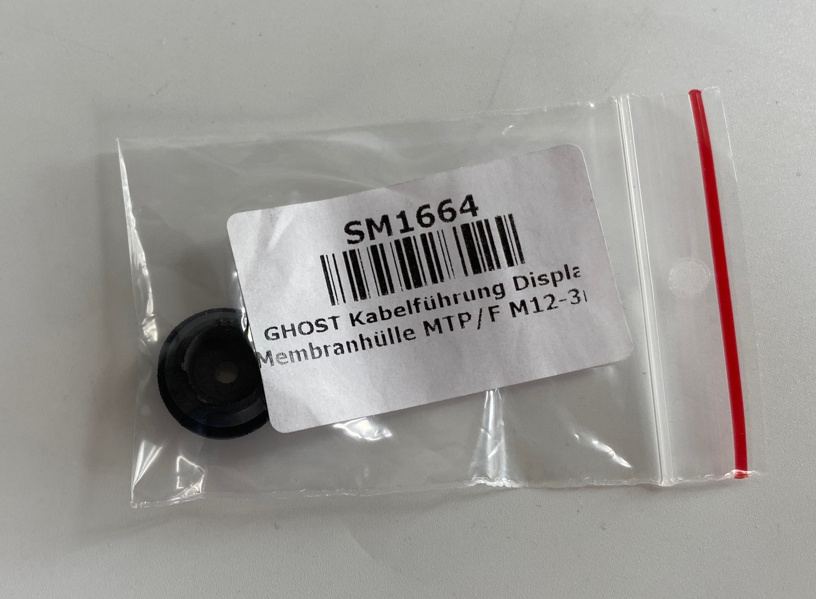 SM1664
GHOST Kabelführung Displa
Membranhülle MTP/F M12-3